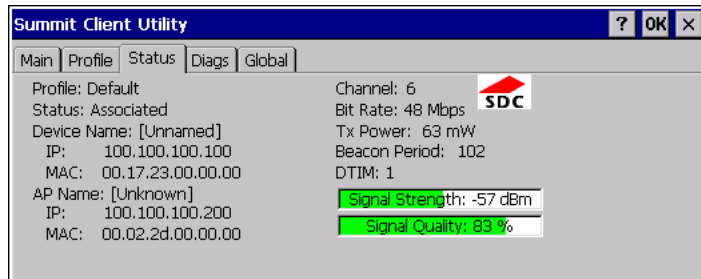 Summit Client Utility ? OK ×
Main Profile Status Diags Global
Profile: Default
Status: Associated
Device Name: [Unnamed]
IP: 100.100.100.100
MAC: 00.17.23.00.00.00
AP Name: [Unknown]
IP: 100.100.100.200
MAC: 00.02.2d.00.00.00
Channel: 6
Bit Rate: 48 Mbps
Tx Power: 63 mW
Beacon Period: 102
DTIM: 1
SDC
Signal Strength: -57 dBm
Signal Quality: 83 %